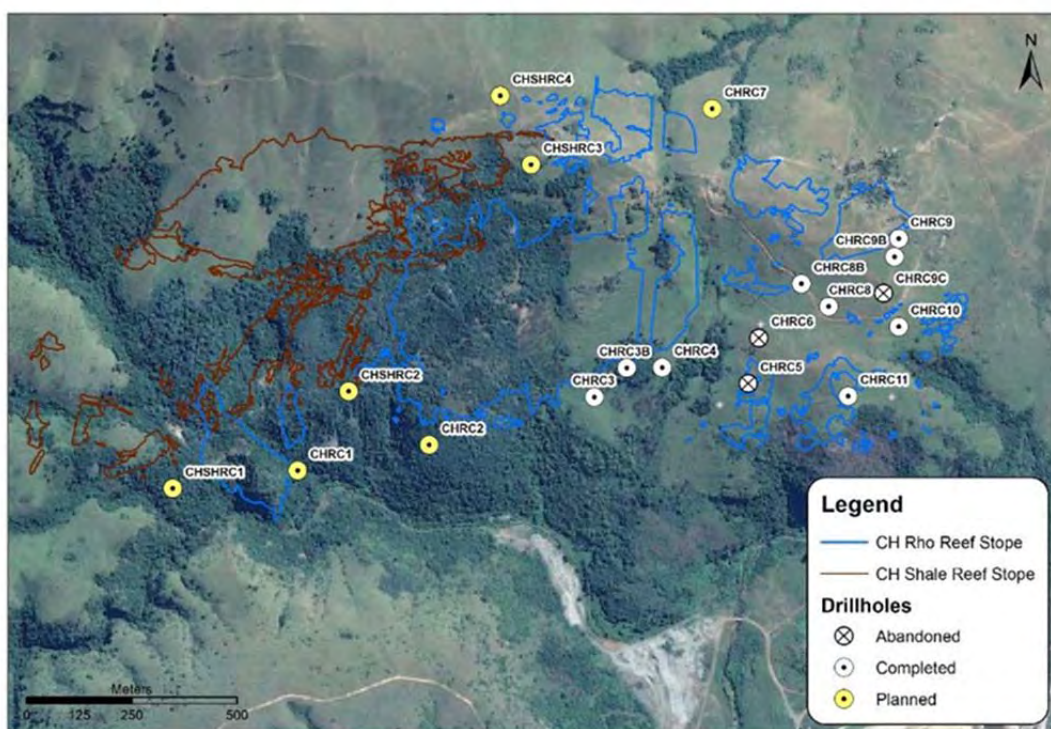 N
CHSHRC4
CHRC7
CHSHRC3
CHRC9
CHRC9B
CHRC8B
CHRC9C
CHRC8
CHRC10
CHRC6
CHRC3B
CHRC4
CHSHRC2
CHRC5
CHRC3
CHRC11
CHRC2
CHRC1
CHSHRC1
Legend
CH Rho Reef Stope
CH Shale Reef Stope
Drillholes
Abandoned
Completed
Planned
Meters
0 125 250 500